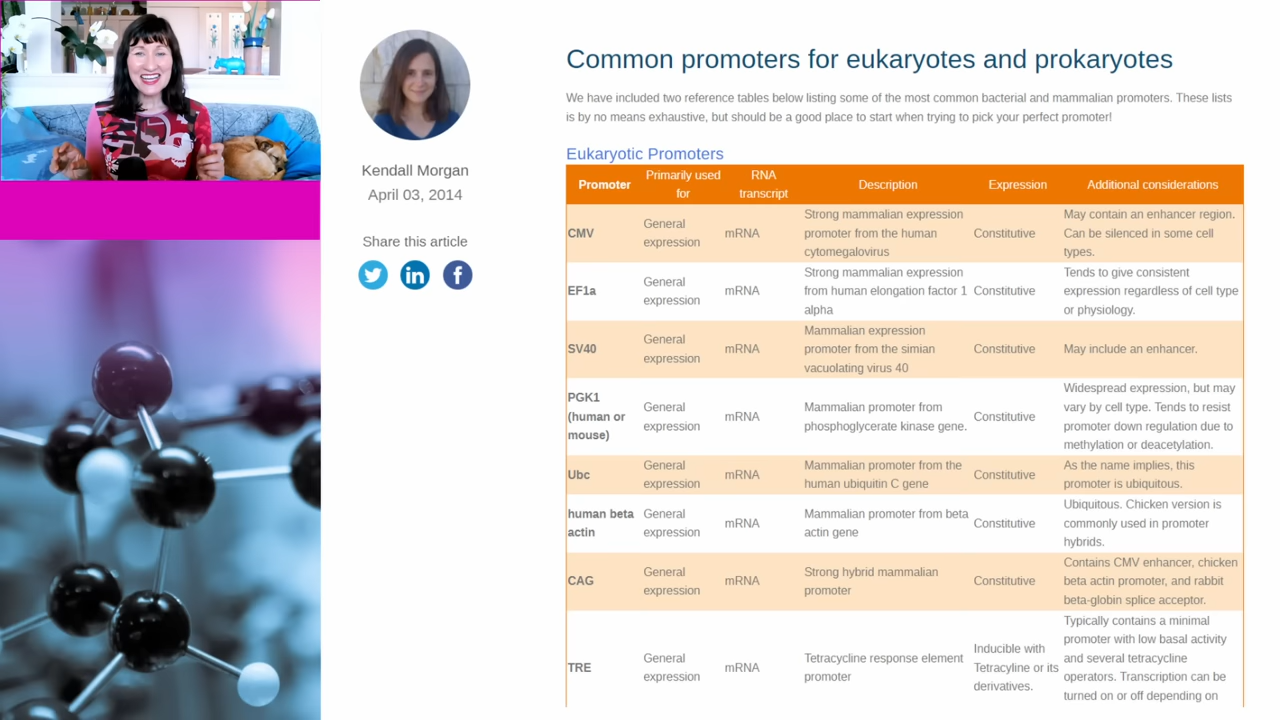 Kendall Morgan
April 03, 2014
Share this article
Common promoters for eukaryotes and prokaryotes
We have included two reference tables below listing some of the most common bacterial and mammalian promoters. These lists
is by no means exhaustive, but should be a good place to start when trying to pick your perfect promoter!
Eukaryotic Promoters
Promoter
Primarily used
for
RNA
transcript
Description
Expression
Additional considerations
CMV
General
expression
mRNA
Strong mammalian expression
promoter from the human
cytomegalovirus
Constitutive
May contain an enhancer region.
Can be silenced in some cell
types.
EF1a
General
expression
mRNA
Strong mammalian expression
from human elongation factor 1
alpha
Constitutive
Tends to give consistent
expression regardless of cell type
or physiology.
SV40
General
expression
mRNA
Mammalian expression
promoter from the simian
vacuolating virus 40
Constitutive
May include an enhancer.
PGK1
(human or
mouse)
General
expression
mRNA
Mammalian promoter from
phosphoglycerate kinase gene.
Constitutive
Widespread expression, but may
vary by cell type. Tends to resist
promoter down regulation due to
methylation or deacetylation.
Ubc
General
expression
mRNA
Mammalian promoter from the
human ubiquitin C gene
Constitutive
As the name implies, this
promoter is ubiquitous.
human beta
actin
General
expression
mRNA
Mammalian promoter from beta
actin gene
Constitutive
Ubiquitous. Chicken version is
commonly used in promoter
hybrids.
CAG
General
expression
mRNA
Strong hybrid mammalian
promoter
Constitutive
Contains CMV enhancer, chicken
beta actin promoter, and rabbit
beta-globin splice acceptor.
TRE
General
expression
mRNA
Tetracycline response element
promoter
Inducible with
Tetracyline or its
derivatives.
Typically contains a minimal
promoter with low basal activity
and several tetracycline
operators. Transcription can be
turned on or off depending on